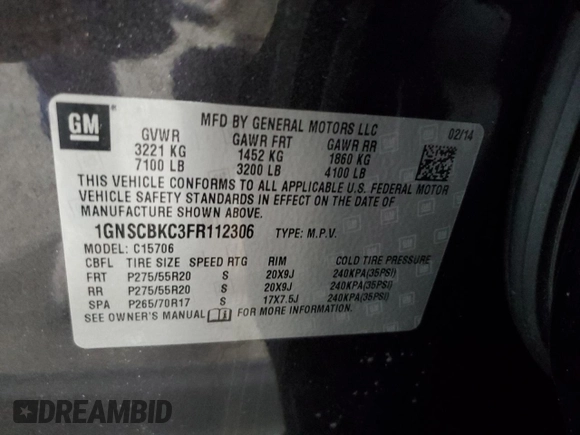 GM
MFD BY GENERAL MOTORS LLC
02/14
GVWR GAWR FRT GAWR RR
3221 KG 1452 KG 1860 KG
7100 LB 3200 LB 4100 LB
THIS VEHICLE CONFORMS TO ALL APPLICABLE U.S. FEDERAL MOTOR
VEHICLE SAFETY STANDARDS IN EFFECT ON THE DATE OF
MANUFACTURE SHOWN ABOVE.
1GNSCBKC3FR112306 TYPE: M.P.V.
MODEL: C15706
CBFL TIRE SIZE SPEED RTG RIM COLD TIRE PRESSURE
FRT P275/55R20 S 20X9J 240KPA(35PSI)
RR P275/55R20 S 20X9J 240KPA(35PSI)
SPA P265/70R17 S 17X7.5J 240KPA(35PSI)
SEE OWNER'S MANUAL FOR MORE INFORMATION.
DREAMBID